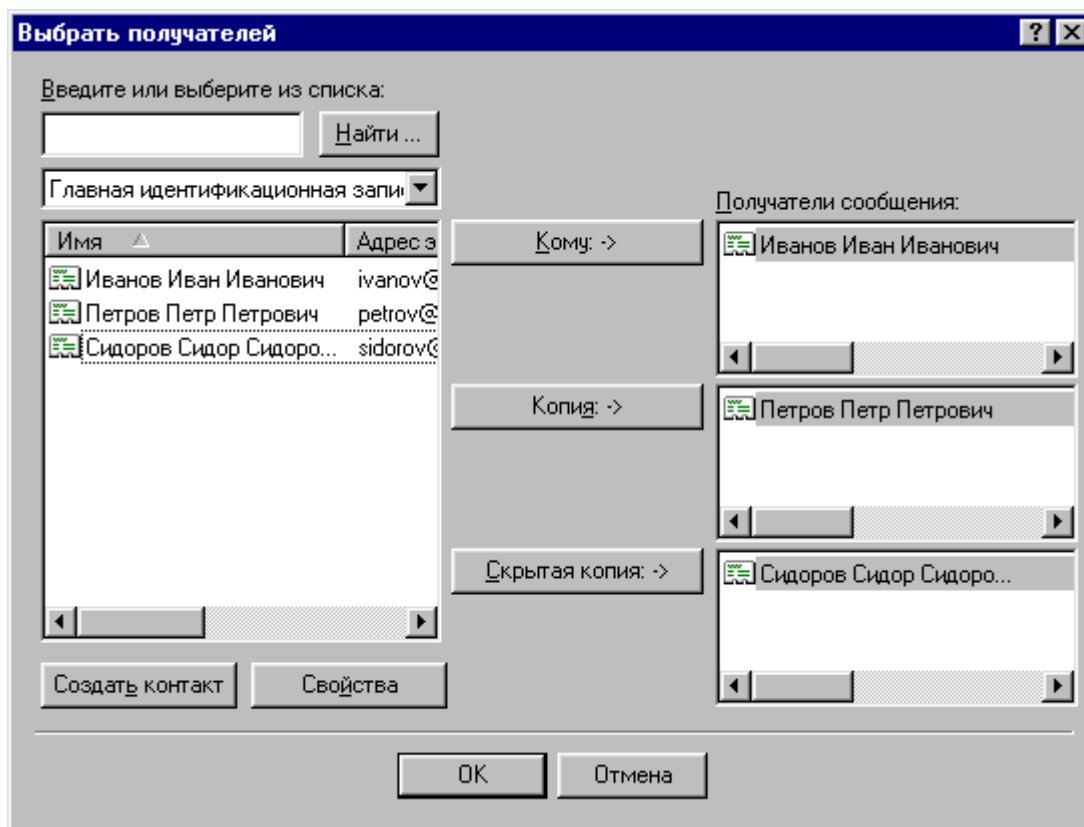 Выбрать получателей
Введите или выберите из списка:
Найти ...
Главная идентификационная запи
Имя Адрес э
Иванов Иван Иванович ivanov@
Петров Петр Петрович petrov@
Сидоров Сидор Сидоро... sidorov@
Создать контакт Свойства
Кому: ->
Копия: ->
Скрытая копия: ->
Получатели сообщения:
Иванов Иван Иванович
Петров Петр Петрович
Сидоров Сидор Сидоро...
OK Отмена